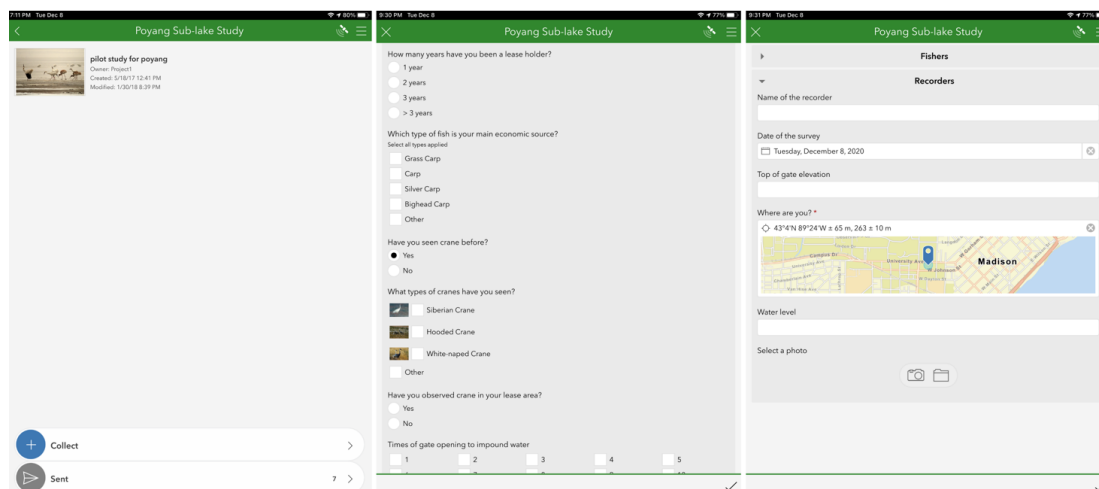 7:11 PM Tue Dec 8
80%
Poyang Sub-lake Study
pilot study for poyang
Owner: Project1
Created: 5/18/17 12:41 PM
Modified: 1/30/18 8:39 PM
Collect
Sent 7
9:30 PM Tue Dec 8
77%
Poyang Sub-lake Study
How many years have you been a lease holder?
1 year
2 years
3 years
> 3 years
Which type of fish is your main economic source?
Select all types applied
Grass Carp
Carp
Silver Carp
Bighead Carp
Other
Have you seen crane before?
Yes
No
What types of cranes have you seen?
Siberian Crane
Hooded Crane
White-naped Crane
Other
Have you observed crane in your lease area?
Yes
No
Times of gate opening to impound water
1 2 3 4 5
9:31 PM Tue Dec 8
77%
Poyang Sub-lake Study
Fishers
Recorders
Name of the recorder
Date of the survey
Tuesday, December 8, 2020
Top of gate elevation
Where are you? *
43°4'N 89°24'W ± 65 m, 263 ± 10 m
Campus Dr
University Ave
W Johnson
Madison
Water level
Select a photo